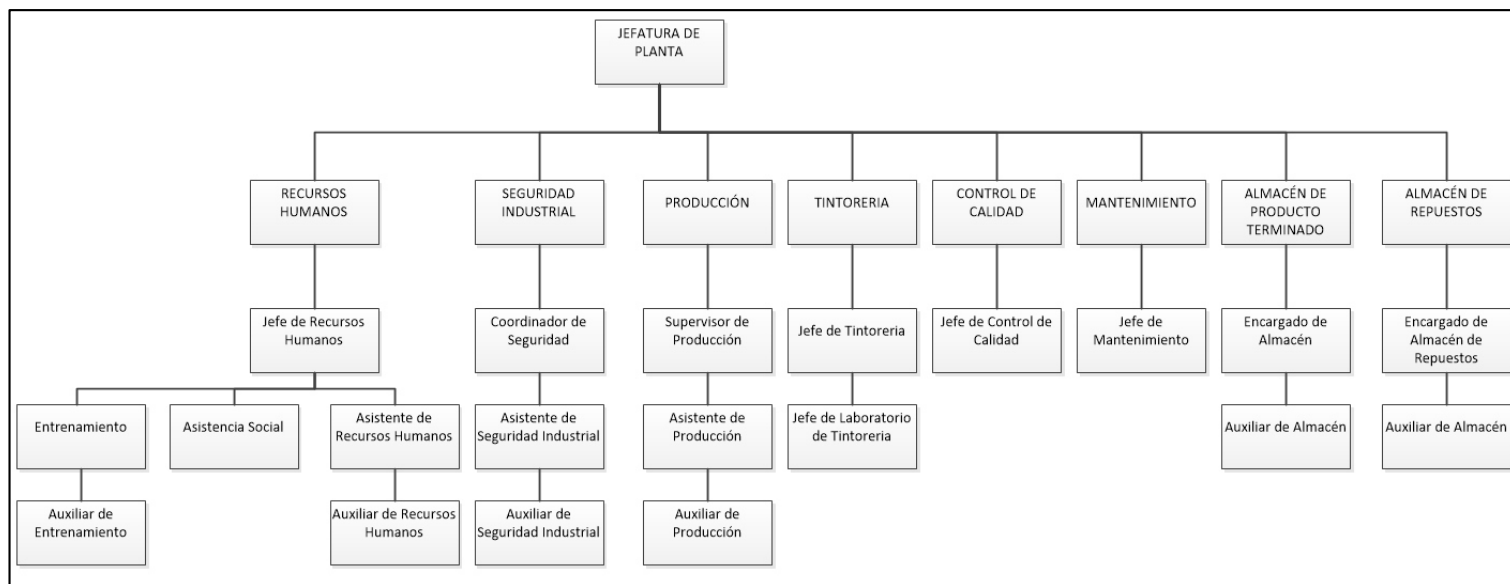 JEFATURA DE
PLANTA
RECURSOS
HUMANOS
SEGURIDAD
INDUSTRIAL
PRODUCCIÓN
TINTORERIA
CONTROL DE
CALIDAD
MANTENIMIENTO
ALMACÉN DE
PRODUCTO
TERMINADO
ALMACÉN DE
REPUESTOS
Jefe de Recursos
Humanos
Coordinador de
Seguridad
Supervisor de
Producción
Jefe de Tintoreria
Jefe de Control de
Calidad
Jefe de
Mantenimiento
Encargado de
Almacén
Encargado de
Almacén de
Repuestos
Entrenamiento
Asistencia Social
Asistente de
Recursos Humanos
Asistente de
Seguridad Industrial
Asistente de
Producción
Jefe de Laboratorio
de Tintoreria
Auxiliar de Almacén
Auxiliar de Almacén
Auxiliar de
Entrenamiento
Auxiliar de Recursos
Humanos
Auxiliar de
Seguridad Industrial
Auxiliar de
Producción